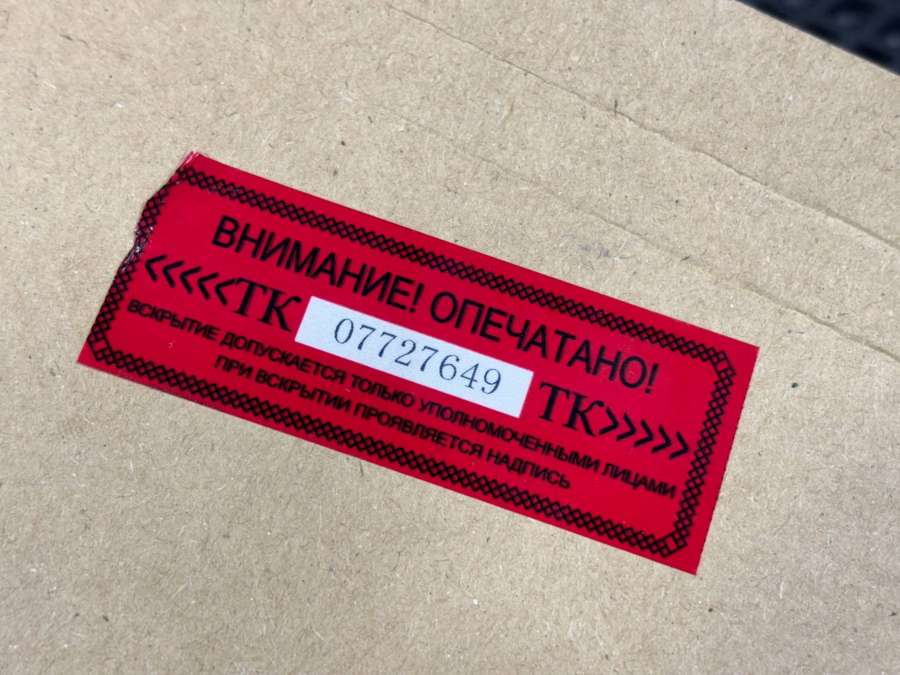 ВНИМАНИЕ! ОПЕЧАТАНО!
<<<<<ТК 07727649 ТК>>>>>
ВСКРЫТИЕ ДОПУСКАЕТСЯ ТОЛЬКО УПОЛНОМОЧЕННЫМИ ЛИЦАМИ
ПРИ ВСКРЫТИИ ПРОЯВЛЯЕТСЯ НАДПИСЬ